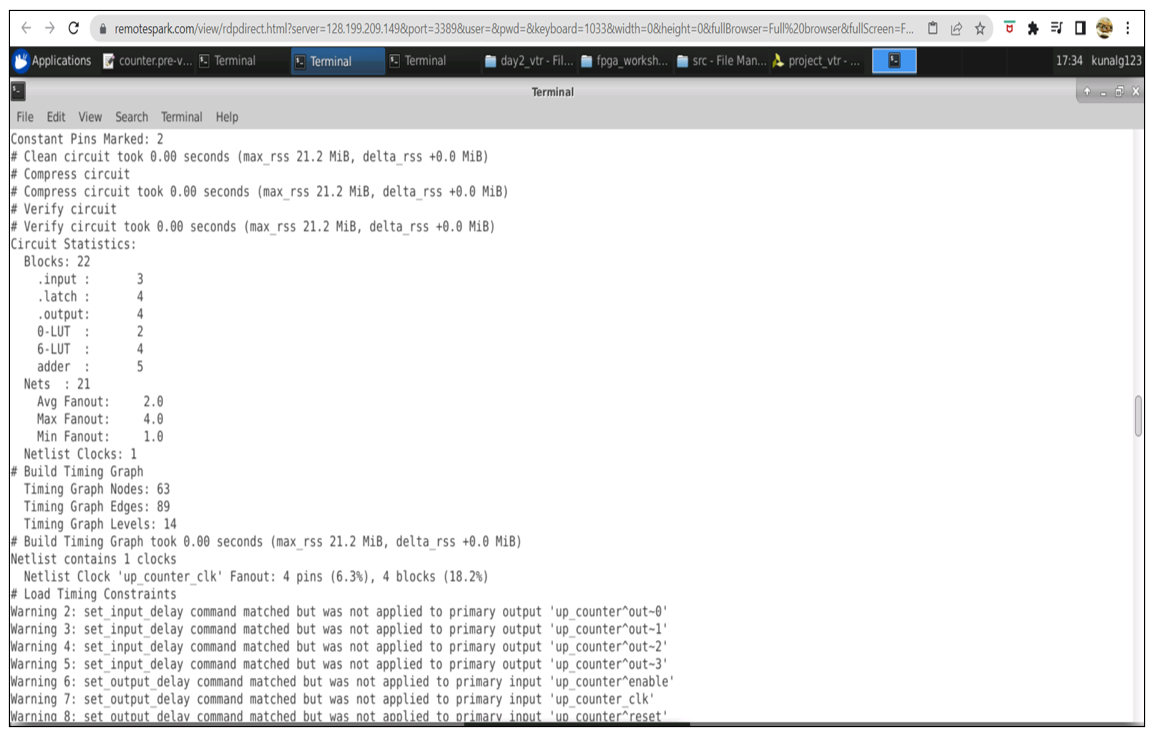 remotespark.com/view/rdpdirect.html?server=128.199.209.149&port=3389&user=&pwd=&keyboard=1033&width=0&height=0&fullBrowser=Full%20browser&fullScreen=F...
Applications counter.pre-v... Terminal Terminal Terminal day2_vtr - Fil... fpga_worksh... src - File Man... project_vtr - ... 17:34 kunalg123
Terminal
File Edit View Search Terminal Help
Constant Pins Marked: 2
# Clean circuit took 0.00 seconds (max_rss 21.2 MiB, delta_rss +0.0 MiB)
# Compress circuit
# Compress circuit took 0.00 seconds (max_rss 21.2 MiB, delta_rss +0.0 MiB)
# Verify circuit
# Verify circuit took 0.00 seconds (max_rss 21.2 MiB, delta_rss +0.0 MiB)
Circuit Statistics:
  Blocks: 22
    .input :       3
    .latch :       4
    .output:       4
    0-LUT  :       2
    6-LUT  :       4
    adder  :       5
  Nets  : 21
    Avg Fanout:     2.0
    Max Fanout:     4.0
    Min Fanout:     1.0
  Netlist Clocks: 1
# Build Timing Graph
  Timing Graph Nodes: 63
  Timing Graph Edges: 89
  Timing Graph Levels: 14
# Build Timing Graph took 0.00 seconds (max_rss 21.2 MiB, delta_rss +0.0 MiB)
Netlist contains 1 clocks
  Netlist Clock 'up_counter_clk' Fanout: 4 pins (6.3%), 4 blocks (18.2%)
# Load Timing Constraints
Warning 2: set_input_delay command matched but was not applied to primary output 'up_counter^out~0'
Warning 3: set_input_delay command matched but was not applied to primary output 'up_counter^out~1'
Warning 4: set_input_delay command matched but was not applied to primary output 'up_counter^out~2'
Warning 5: set_input_delay command matched but was not applied to primary output 'up_counter^out~3'
Warning 6: set_output_delay command matched but was not applied to primary input 'up_counter^enable'
Warning 7: set_output_delay command matched but was not applied to primary input 'up_counter_clk'
Warning 8: set_output_delay command matched but was not applied to primary input 'up_counter^reset'